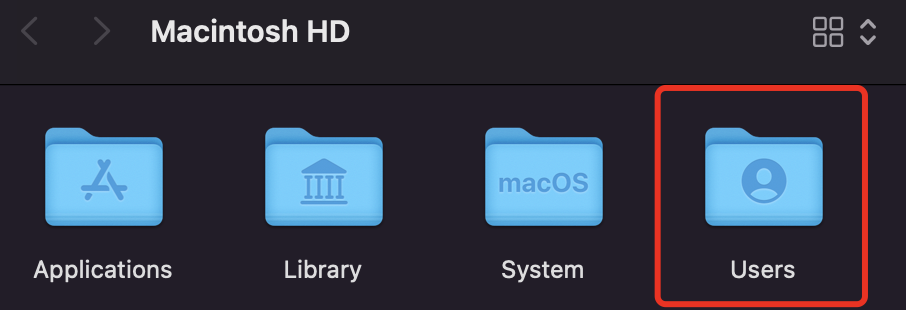 Macintosh HD
macOS
Applications
Library
System
Users